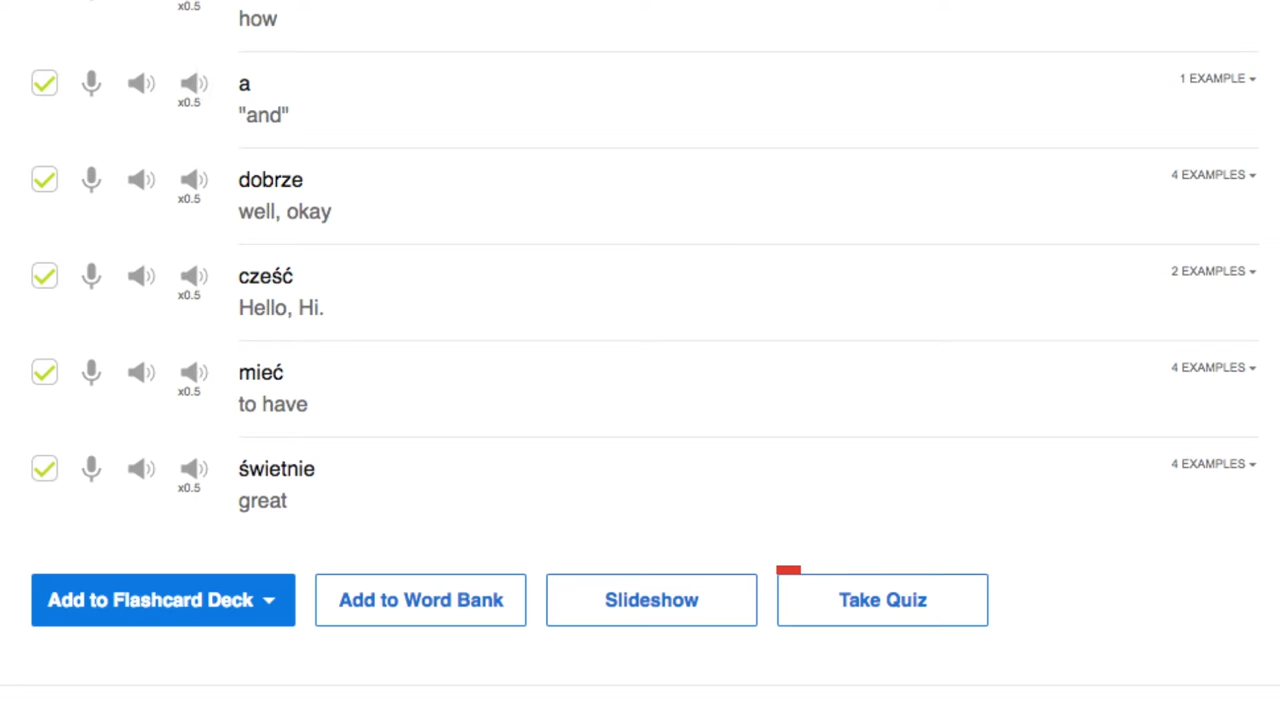 x0.5
how
a
1 EXAMPLE
x0.5
"and"
dobrze
4 EXAMPLES
x0.5
well, okay
cześć
2 EXAMPLES
x0.5
Hello, Hi.
mieć
4 EXAMPLES
x0.5
to have
świetnie
4 EXAMPLES
x0.5
great
Add to Flashcard Deck
Add to Word Bank
Slideshow
Take Quiz